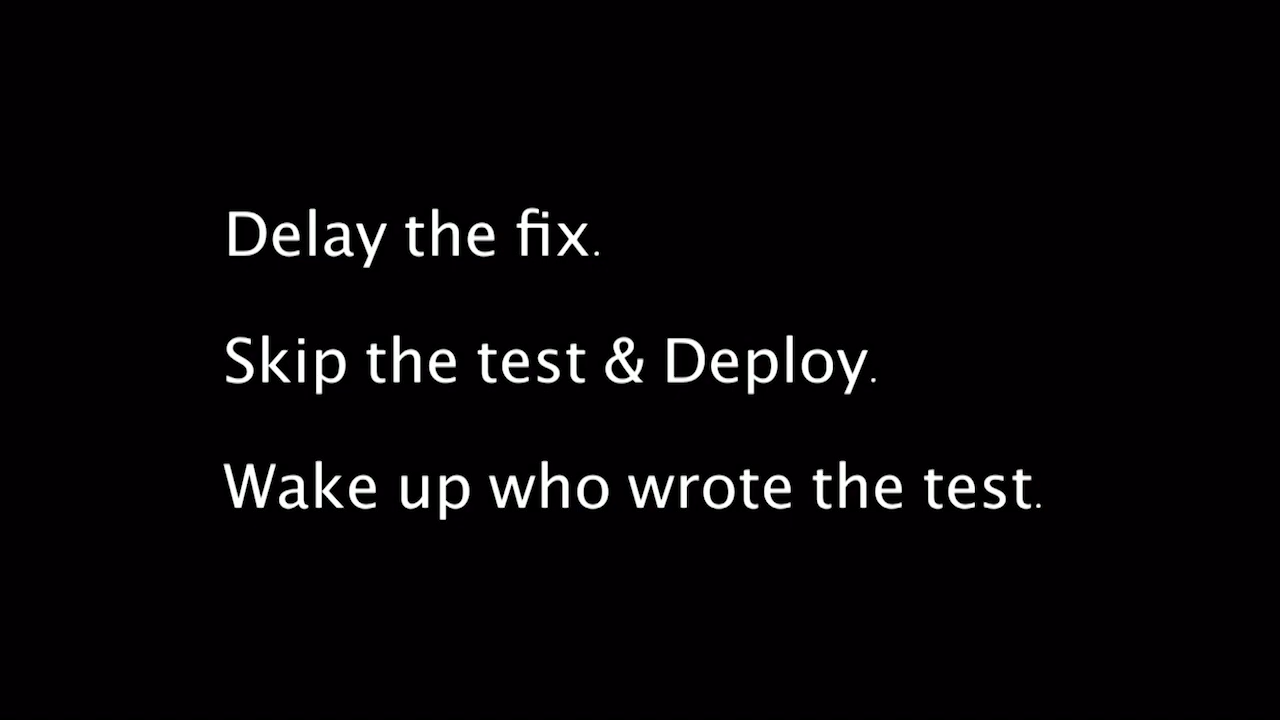 Delay the fix.
Skip the test & Deploy.
Wake up who wrote the test.